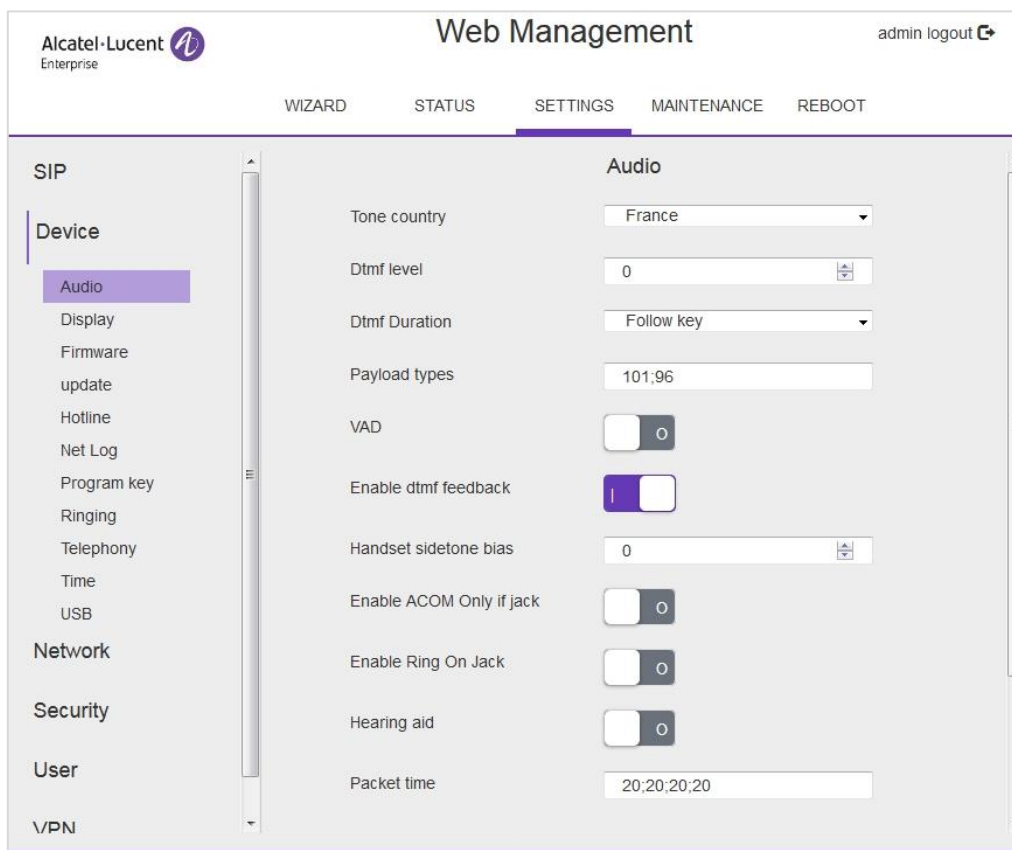 Alcatel·Lucent
Enterprise
Web Management
admin logout
WIZARD
STATUS
SETTINGS
MAINTENANCE
REBOOT
SIP
Device
Audio
Display
Firmware
update
Hotline
Net Log
Program key
Ringing
Telephony
Time
USB
Network
Security
User
VPN
Audio
Tone country
France
Dtmf level
0
Dtmf Duration
Follow key
Payload types
101;96
VAD
O
Enable dtmf feedback
|
Handset sidetone bias
0
Enable ACOM Only if jack
O
Enable Ring On Jack
O
Hearing aid
O
Packet time
20;20;20;20